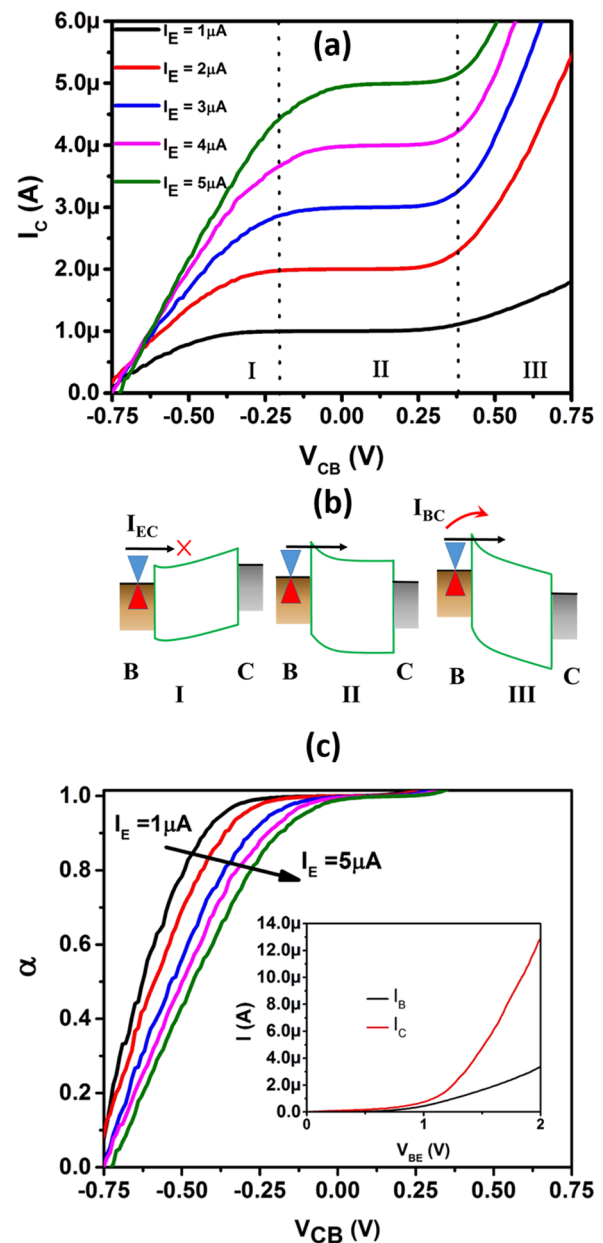 (a)
I_E = 1µA
I_E = 2µA
I_E = 3µA
I_E = 4µA
I_E = 5µA
6.0µ
5.0µ
4.0µ
3.0µ
2.0µ
1.0µ
0.0
I_C (A)
I II III
-0.75 -0.50 -0.25 0.00 0.25 0.50 0.75
V_CB (V)
(b)
I_EC I_BC
B C B C B C
I II III
(c)
1.0
0.8
0.6
0.4
0.2
0.0
α
I_E =1µA
I_E =5µA
14.0µ
12.0µ
10.0µ
8.0µ
6.0µ
4.0µ
2.0µ
0.0
I (A)
I_B
I_C
0 1 2
V_BE (V)
-0.75 -0.50 -0.25 0.00 0.25 0.50 0.75
V_CB (V)